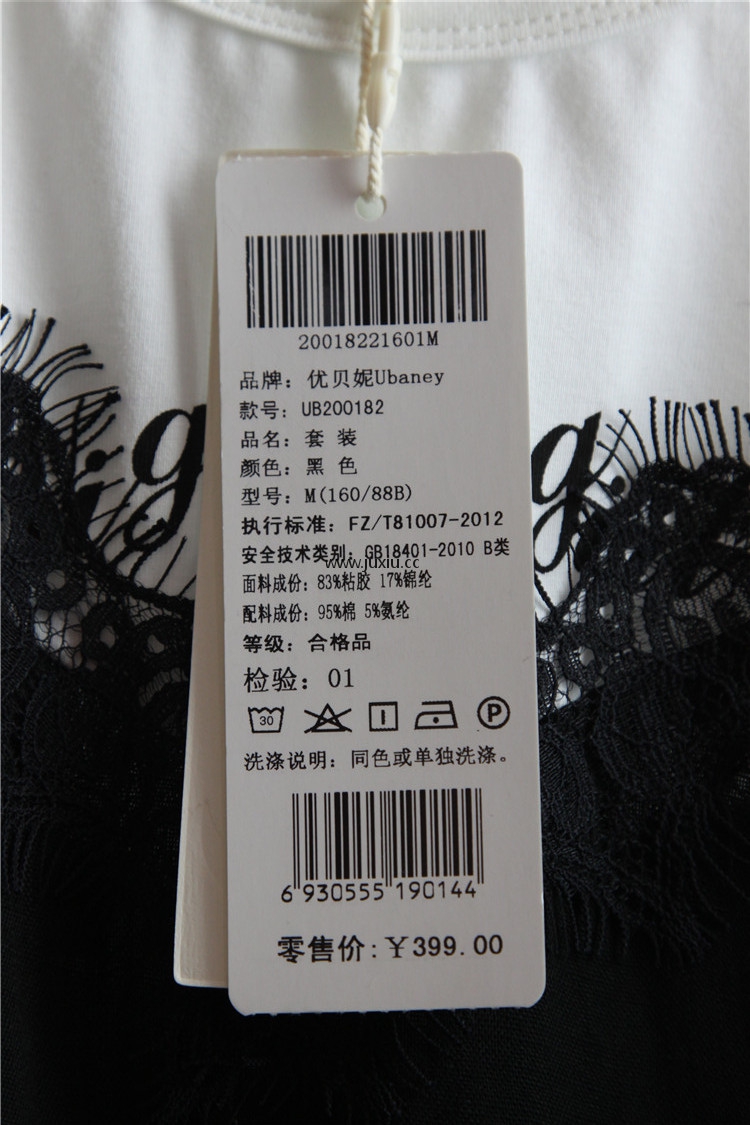 20018221601M
品牌：优贝妮Ubaney
款号：UB200182
品名：套 装
颜色：黑 色
型号：M(160/88B)
执行标准：FZ/T81007-2012
安全技术类别：GB18401-2010 B类
www.juxiu.cc
面料成份：83%粘胶 17%锦纶
配料成份：95%棉 5%氨纶
等级：合格品
检验：01
30
P
洗涤说明：同色或单独洗涤。
6 930555 190144
零售价:￥399.00
g
g.